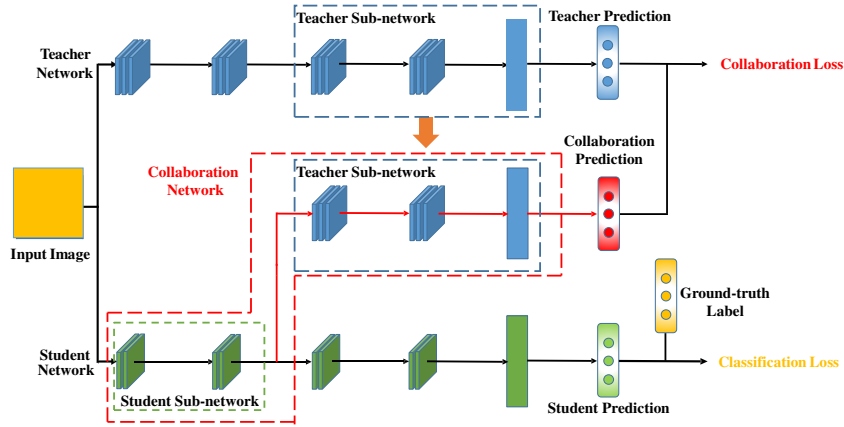 Teacher Prediction
Teacher Sub-network
Teacher
Network
Collaboration Loss
Collaboration
Prediction
Collaboration
Network
Teacher Sub-network
Input Image
Ground-truth
Label
Student
Network
Classification Loss
Student Sub-network
Student Prediction